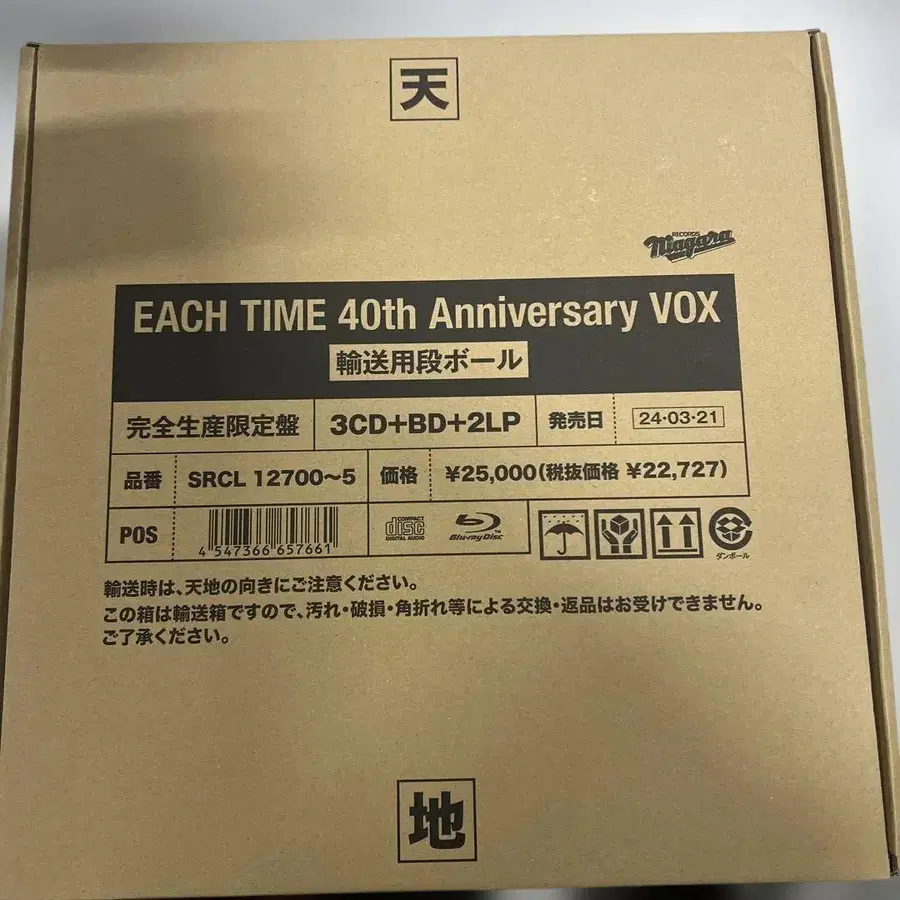 天
RECORDS
Niagara
EACH TIME 40th Anniversary VOX
輸送用段ボール
完全生産限定盤 3CD+BD+2LP 発売日 24·03·21
品番 SRCL 12700〜5 価格 ¥25,000(税抜価格 ¥22,727)
POS 4 547366 657661 COMPACT disc DIGITAL AUDIO Blu-ray Disc ダンボール
輸送時は、天地の向きにご注意ください。
この箱は輸送箱ですので、汚れ・破損・角折れ等による交換・返品はお受けできません。
ご了承ください。
地